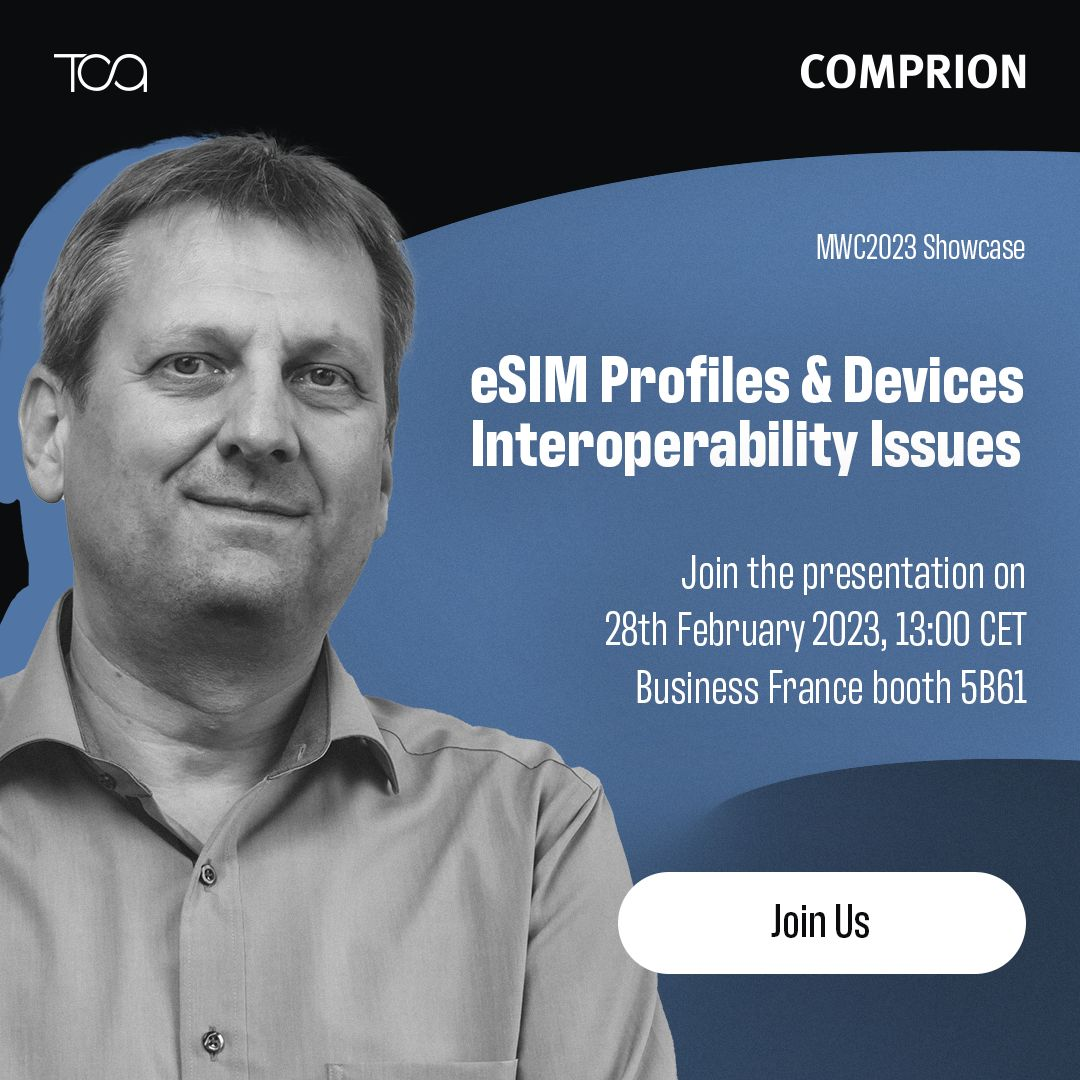 TCA
COMPRION
MWC2023 Showcase
eSIM Profiles & Devices
Interoperability Issues
Join the presentation on
28th February 2023, 13:00 CET
Business France booth 5B61
Join Us